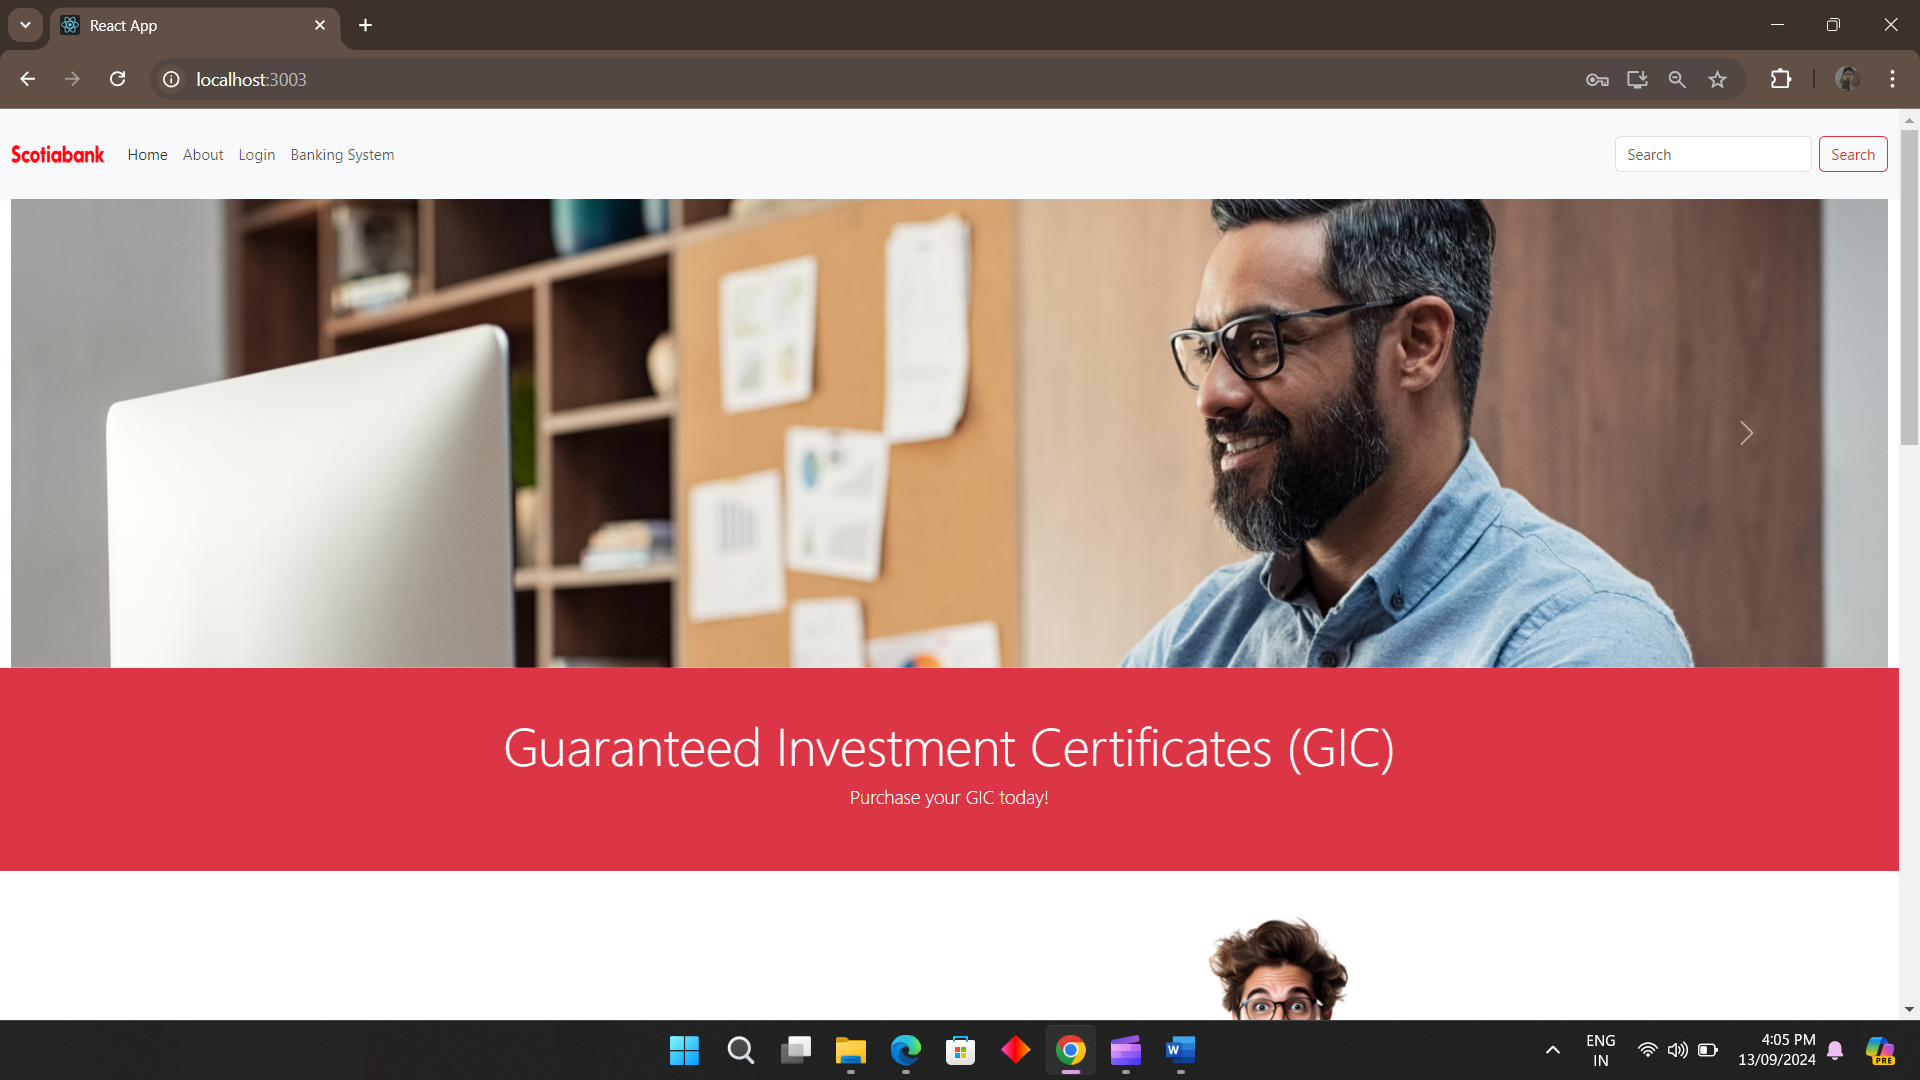 React App
localhost:3003
Scotiabank Home About Login Banking System Search Search
Guaranteed Investment Certificates (GIC)
Purchase your GIC today!
W
ENG
IN
4:05 PM
13/09/2024
PRE